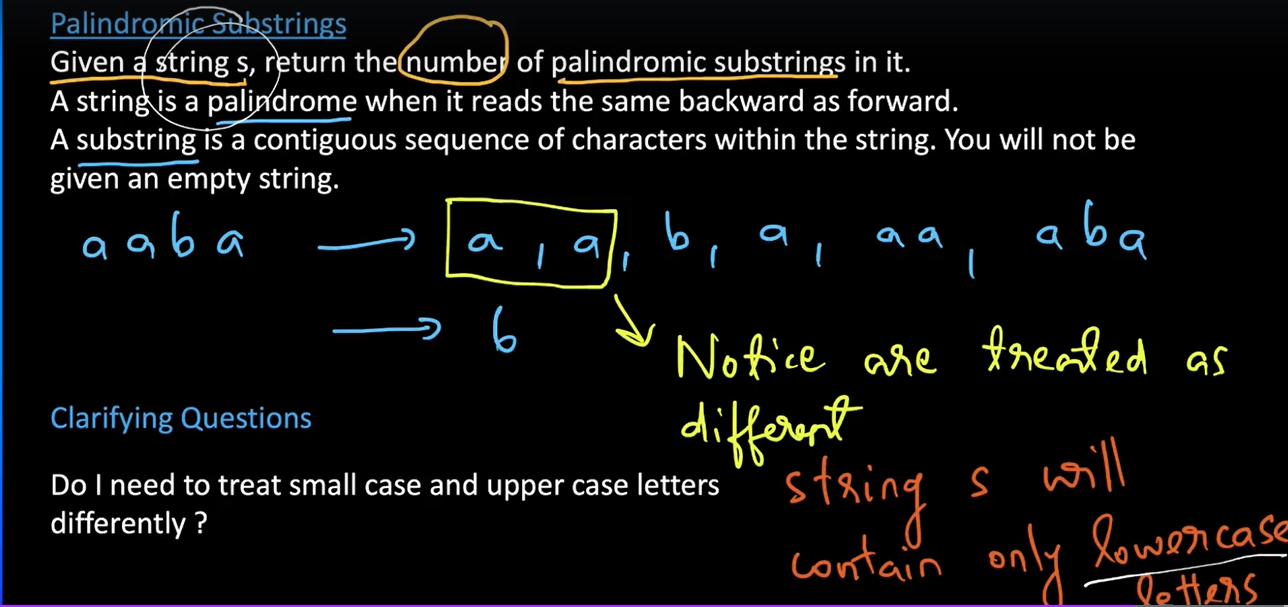 Palindromic Substrings
Given a string s, return the number of palindromic substrings in it.
A string is a palindrome when it reads the same backward as forward.
A substring is a contiguous sequence of characters within the string. You will not be
given an empty string.
a a b a → a , a , b , a , a a , a b a
→ 6
Notice are treated as
different
Clarifying Questions
Do I need to treat small case and upper case letters
differently ?
string s will
contain only lowercase
letters